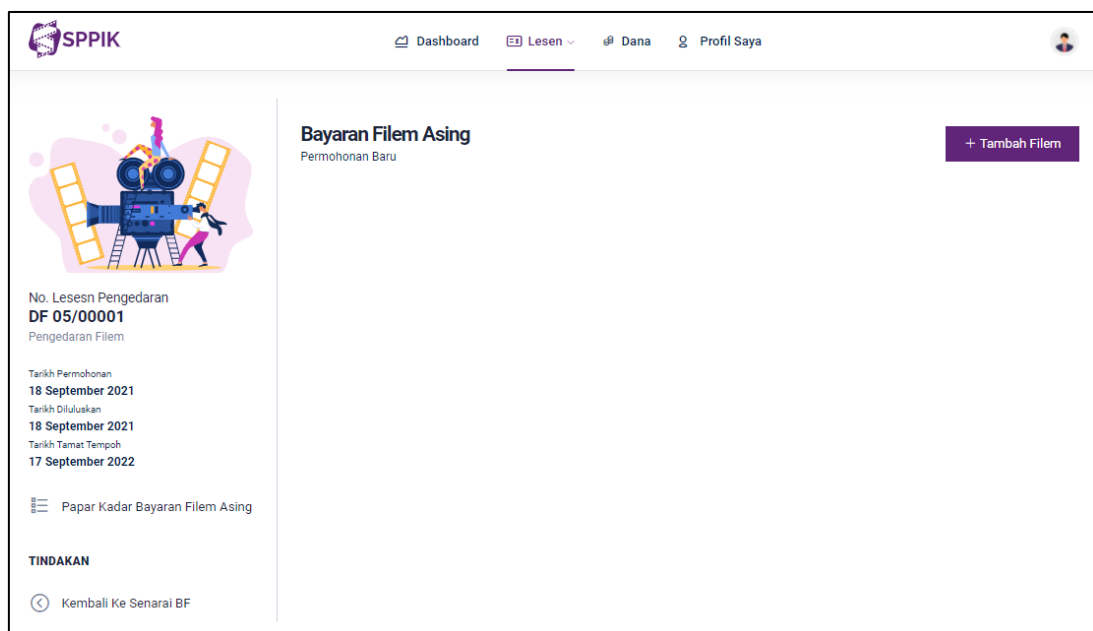 SPPIK
Dashboard
Lesen
Dana
Profil Saya
Bayaran Filem Asing
Permohonan Baru
+ Tambah Filem
No. Lesesn Pengedaran
DF 05/00001
Pengedaran Filem
Tarikh Permohonan
18 September 2021
Tarikh Diluluskan
18 September 2021
Tarikh Tamat Tempoh
17 September 2022
Papar Kadar Bayaran Filem Asing
TINDAKAN
Kembali Ke Senarai BF